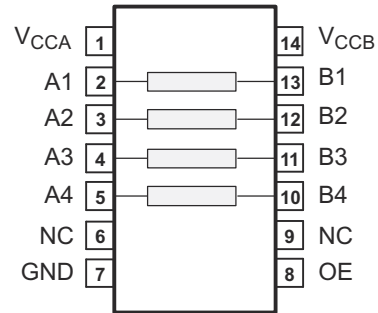 VCCA 1 14 VCCB
A1 2 13 B1
A2 3 12 B2
A3 4 11 B3
A4 5 10 B4
NC 6 9 NC
GND 7 8 OE